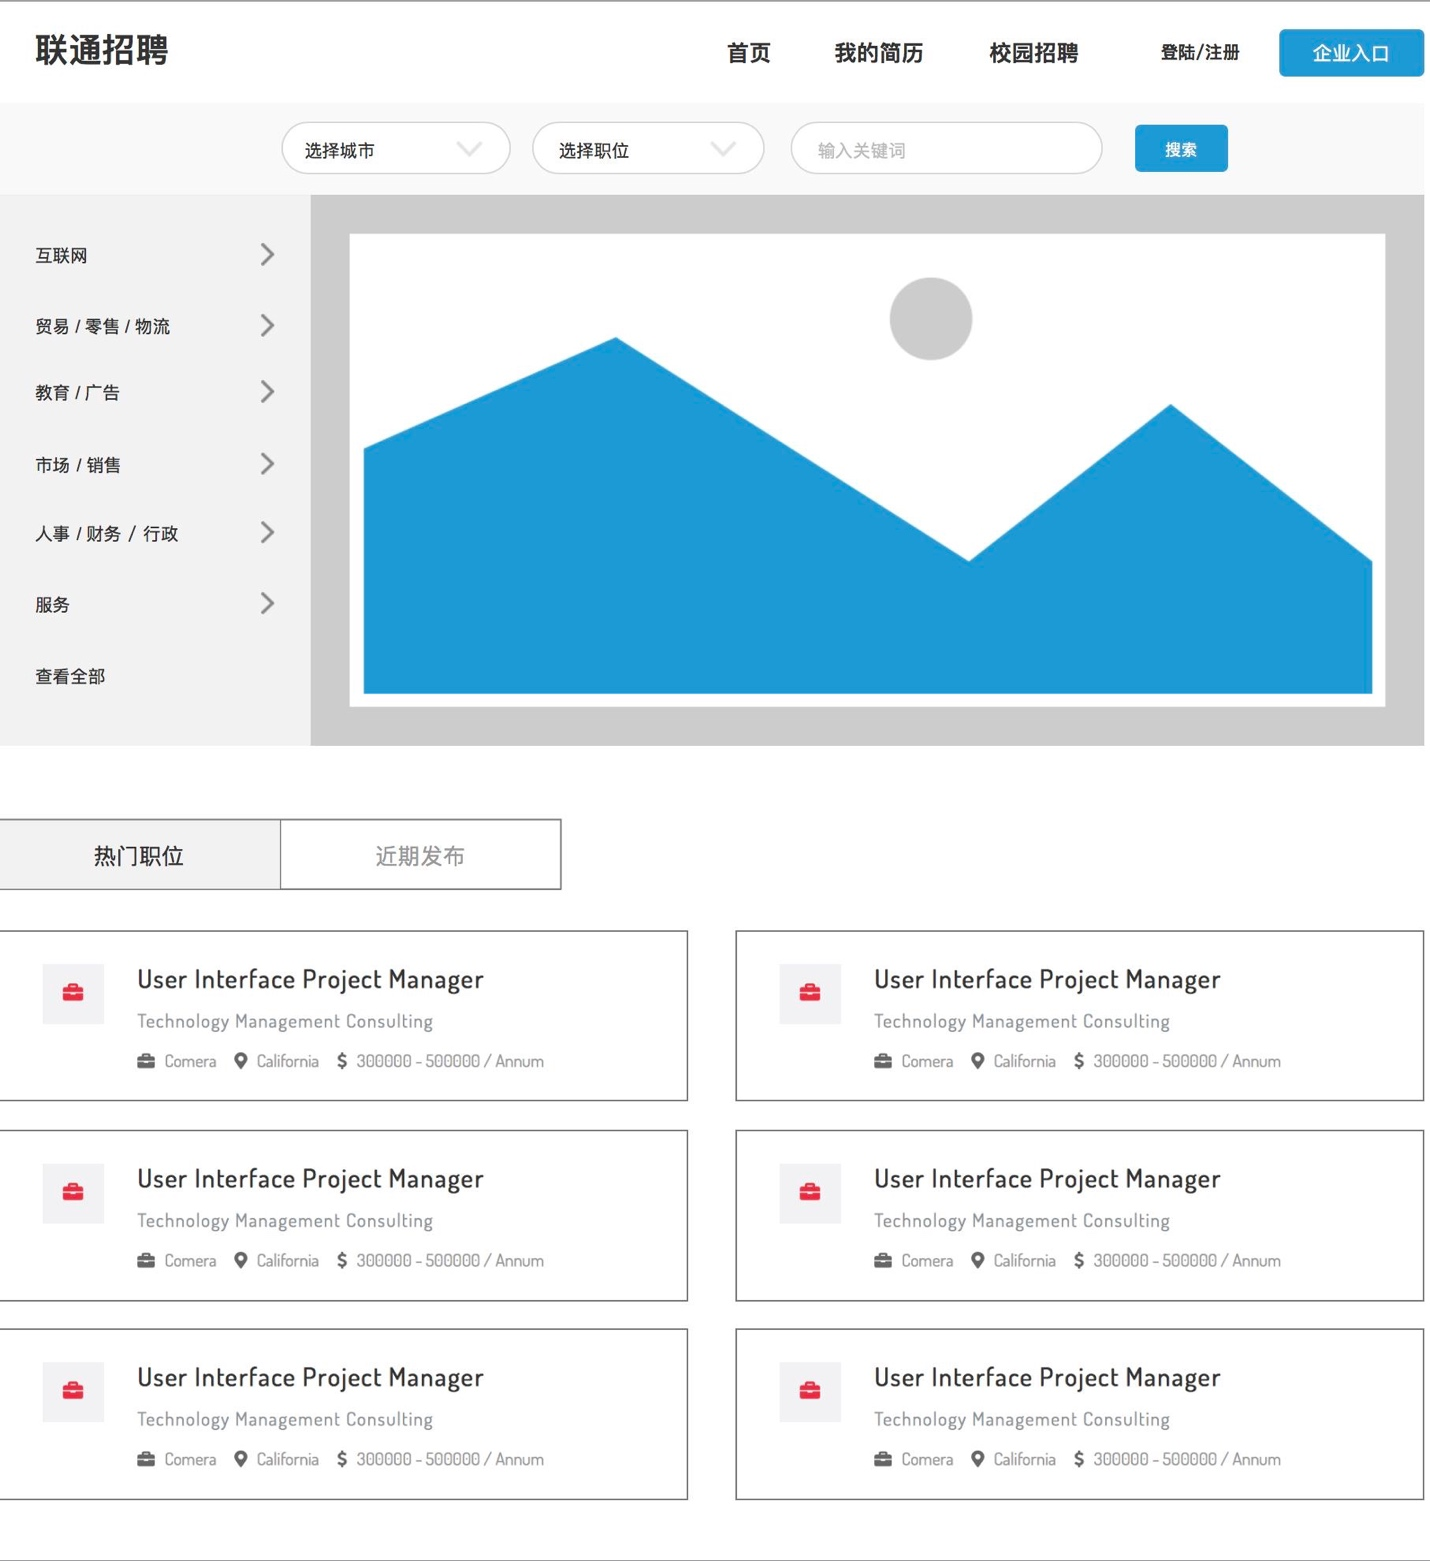 联通招聘
首页 我的简历 校园招聘 登陆/注册 企业入口
选择城市 选择职位 输入关键词 搜索
互联网
贸易 / 零售 / 物流
教育 / 广告
市场 / 销售
人事 / 财务 / 行政
服务
查看全部
热门职位 近期发布
User Interface Project Manager
Technology Management Consulting
Comera California $ 300000 - 500000 / Annum
User Interface Project Manager
Technology Management Consulting
Comera California $ 300000 - 500000 / Annum
User Interface Project Manager
Technology Management Consulting
Comera California $ 300000 - 500000 / Annum
User Interface Project Manager
Technology Management Consulting
Comera California $ 300000 - 500000 / Annum
User Interface Project Manager
Technology Management Consulting
Comera California $ 300000 - 500000 / Annum
User Interface Project Manager
Technology Management Consulting
Comera California $ 300000 - 500000 / Annum